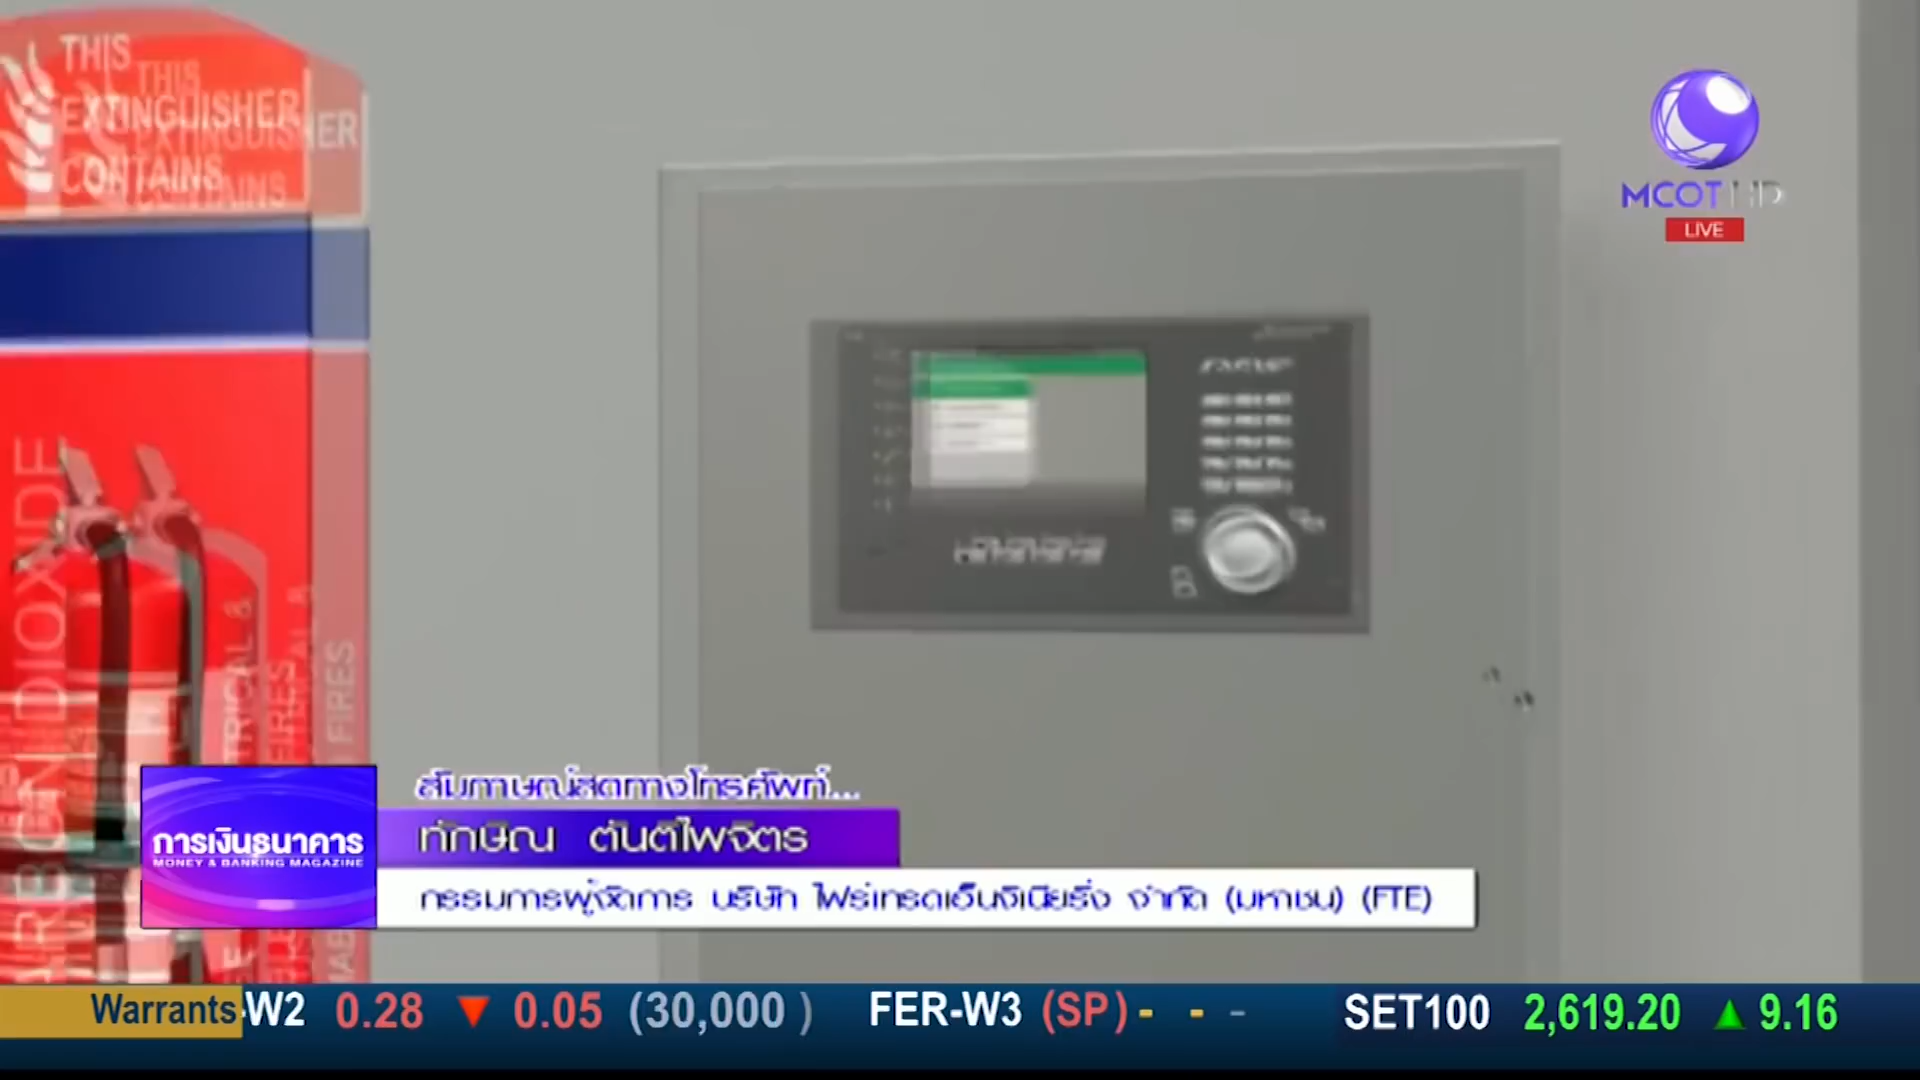 THIS
EXTINGUISHER
CONTAINS
MCOT HD
LIVE
สัมภาษณ์สดทางโทรศัพท์...
ทักษิณ ตันติไพจิตร
การเงินธนาคาร
MONEY & BANKING MAGAZINE
กรรมการผู้จัดการ บริษัท ไฟร์เทรดเอ็นจิเนียริ่ง จำกัด (มหาชน) (FTE)
Warrants -W2 0.28 ▼ 0.05 (30,000 ) FER-W3 (SP) - - - SET100 2,619.20 ▲ 9.16